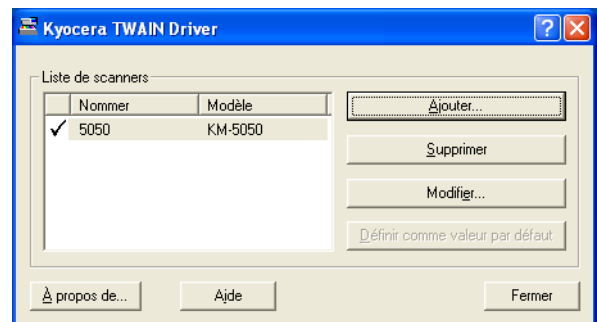 Kyocera TWAIN Driver
Liste de scanners
Nommer Modèle
5050 KM-5050
Ajouter...
Supprimer
Modifier...
Définir comme valeur par défaut
À propos de... Aide Fermer